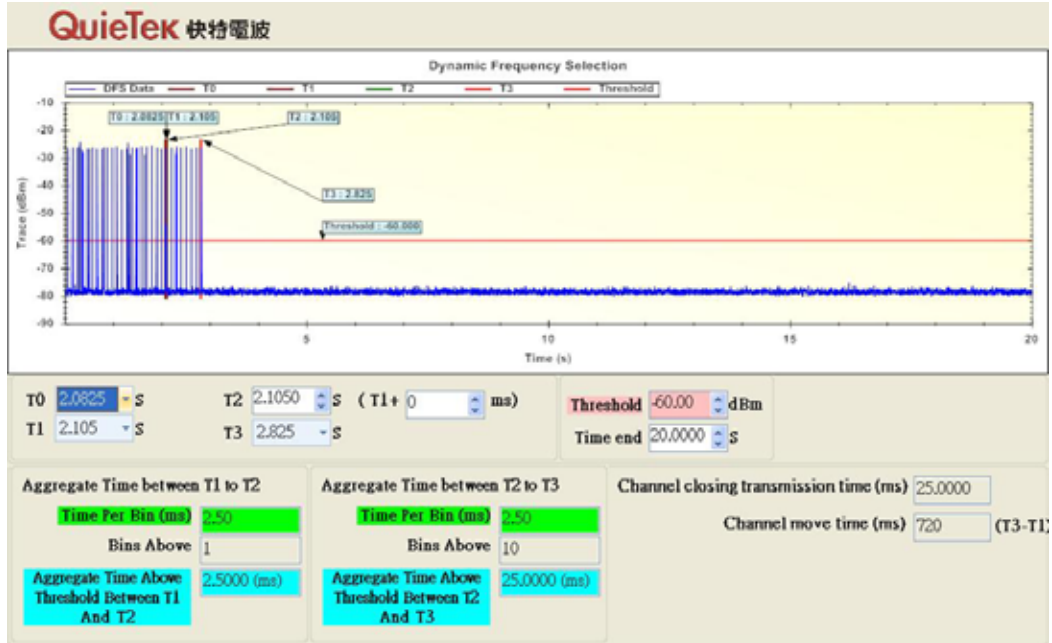 QuieTek 快特電波
Dynamic Frequency Selection
DFS Data T0 T1 T2 T3 Threshold
-10
-20
-30
-40
-50
-60
-70
-80
-90
Trace (dBm)
T0 : 2.0825 T1 : 2.105 T2 : 2.105
T3 : 2.825
Threshold : -60.000
5 10 15 20
Time (s)
T0 2.0825 S T2 2.1050 S ( T1+ 0 ms)
T1 2.105 S T3 2.825 S
Threshold -60.00 dBm
Time end 20.0000 S
Aggregate Time between T1 to T2
Time Per Bin (ms) 2.50
Bins Above 1
Aggregate Time Above 2.5000 (ms)
Threshold Between T1
And T2
Aggregate Time between T2 to T3
Time Per Bin (ms) 2.50
Bins Above 10
Aggregate Time Above 25.0000 (ms)
Threshold Between T2
And T3
Channel closing transmission time (ms) 25.0000
Channel move time (ms) 720 (T3-T1)